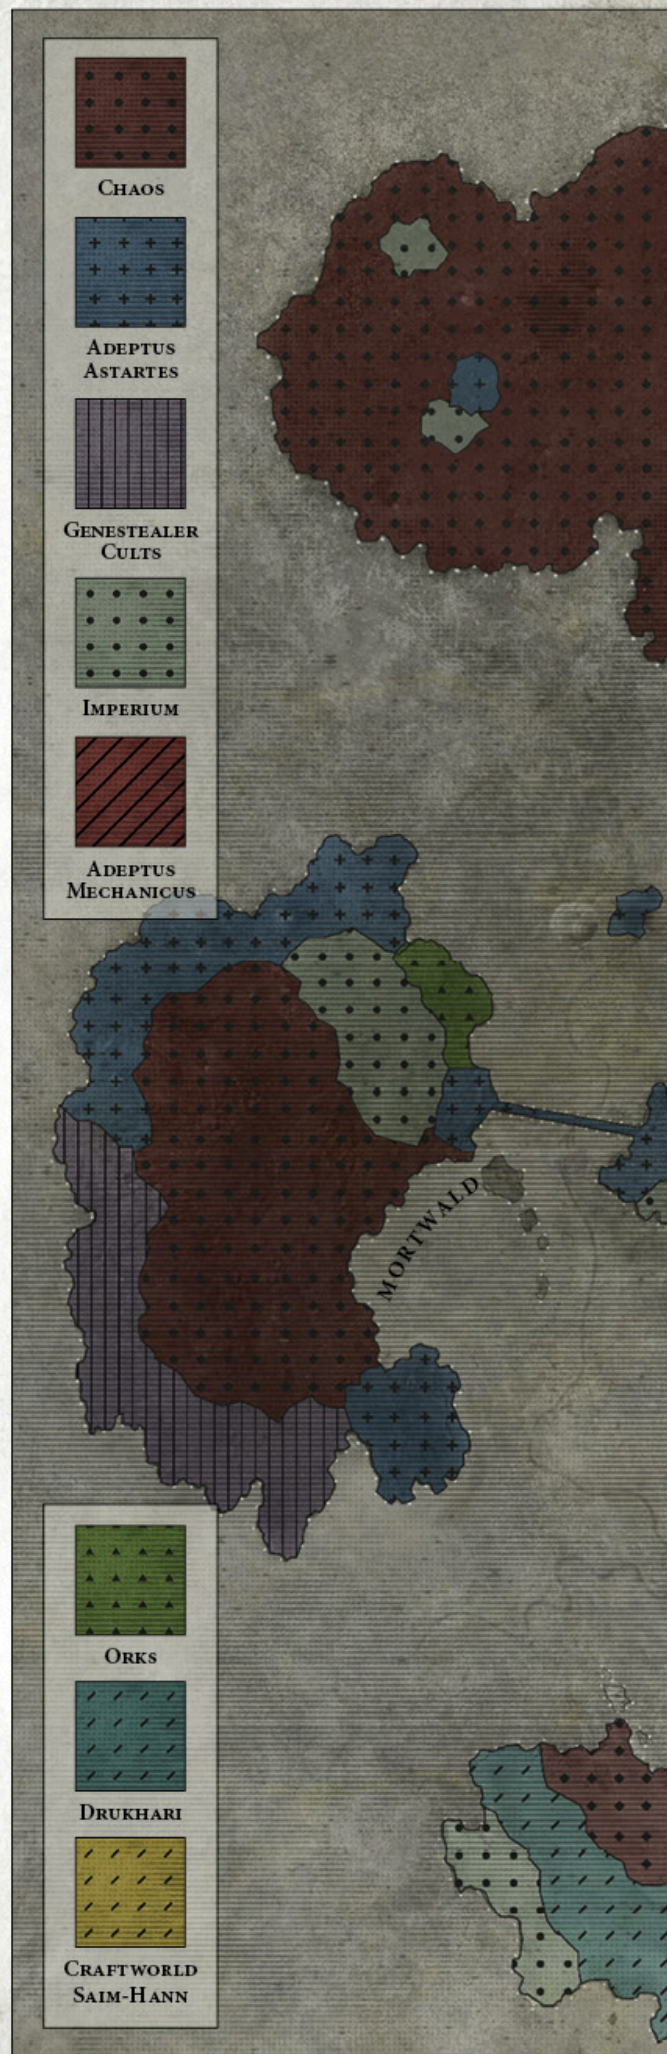 CHAOS
ADEPTUS
ASTARTES
GENESTEALER
CULTS
IMPERIUM
ADEPTUS
MECHANICUS
MORTWALD
ORKS
DRUKHARI
CRAFTWORLD
SAIM-HANN